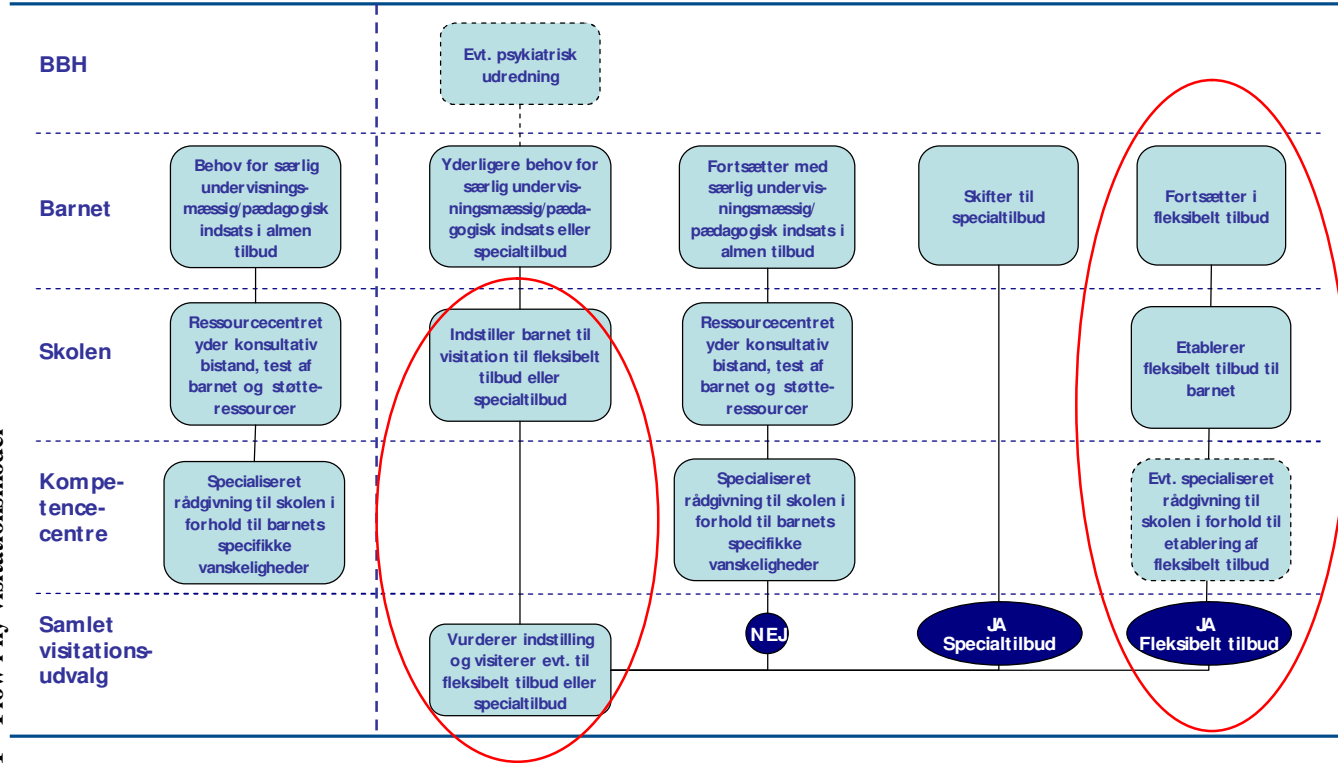 BBH
Evt. psykiatrisk
udredning
Barnet
Behov for særlig
undervisnings-
mæssig/pædagogisk
indsats i almen
tilbud
Yderligere behov for
særlig undervis-
ningsmæssig/pæda-
gogisk indsats eller
specialtilbud
Fortsætter med
særlig undervis-
ningsmæssig/
pædagogisk indsats i
almen tilbud
Skifter til
specialtilbud
Fortsætter i
fleksibelt tilbud
Skolen
Ressourcecentret
yder konsultativ
bistand, test af
barnet og støtte-
ressourcer
Indstiller barnet til
visitation til fleksibelt
tilbud eller
specialtilbud
Ressourcecentret
yder konsultativ
bistand, test af
barnet og støtte-
ressourcer
Etablerer
fleksibelt tilbud til
barnet
Kompe-
tence-
centre
Specialiseret
rådgivning til skolen i
forhold til barnets
specifikke
vanskeligheder
Specialiseret
rådgivning til skolen i
forhold til barnets
specifikke
vanskeligheder
Evt. specialiseret
rådgivning til
skolen i forhold til
etablering af
fleksibelt tilbud
Samlet
visitations-
udvalg
Vurderer indstilling
og visiterer evt. til
fleksibelt tilbud eller
specialtilbud
NEJ
JA
Specialtilbud
JA
Fleksibelt tilbud